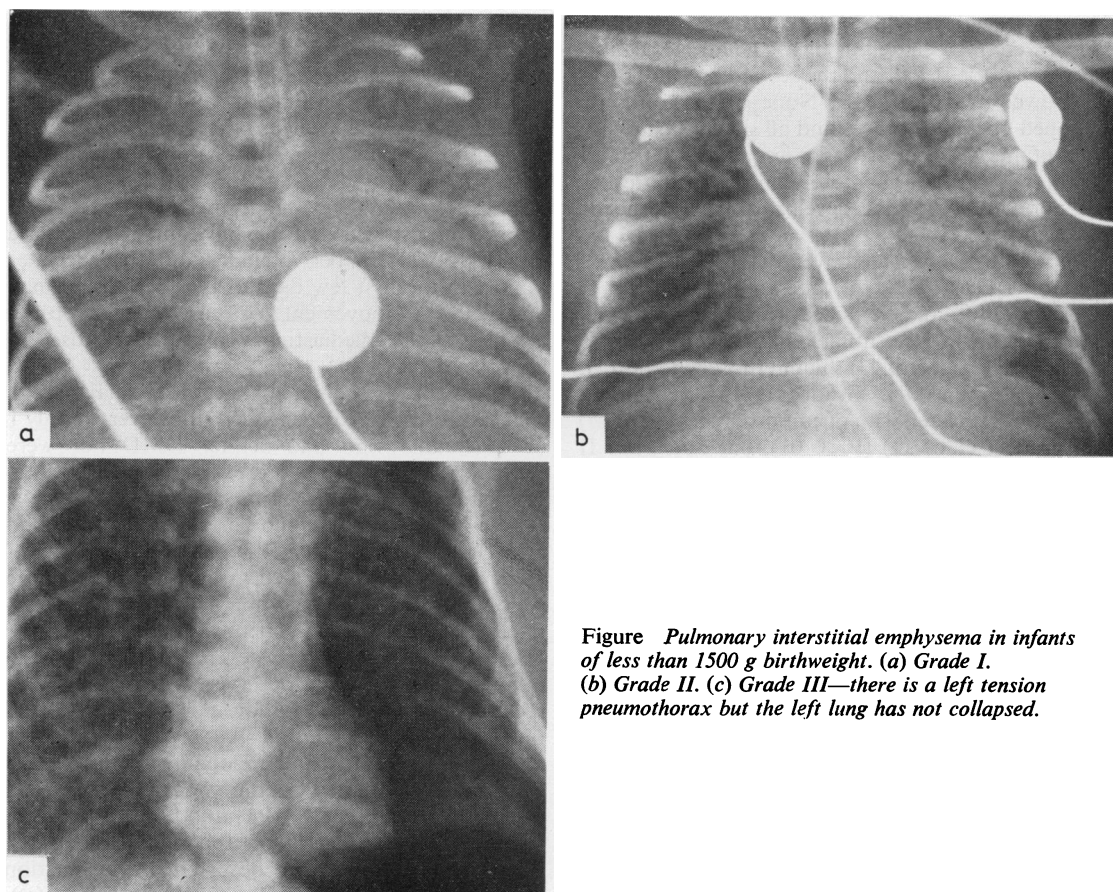 a
b
c
Figure Pulmonary interstitial emphysema in infants
of less than 1500 g birthweight. (a) Grade I.
(b) Grade II. (c) Grade III—there is a left tension
pneumothorax but the left lung has not collapsed.